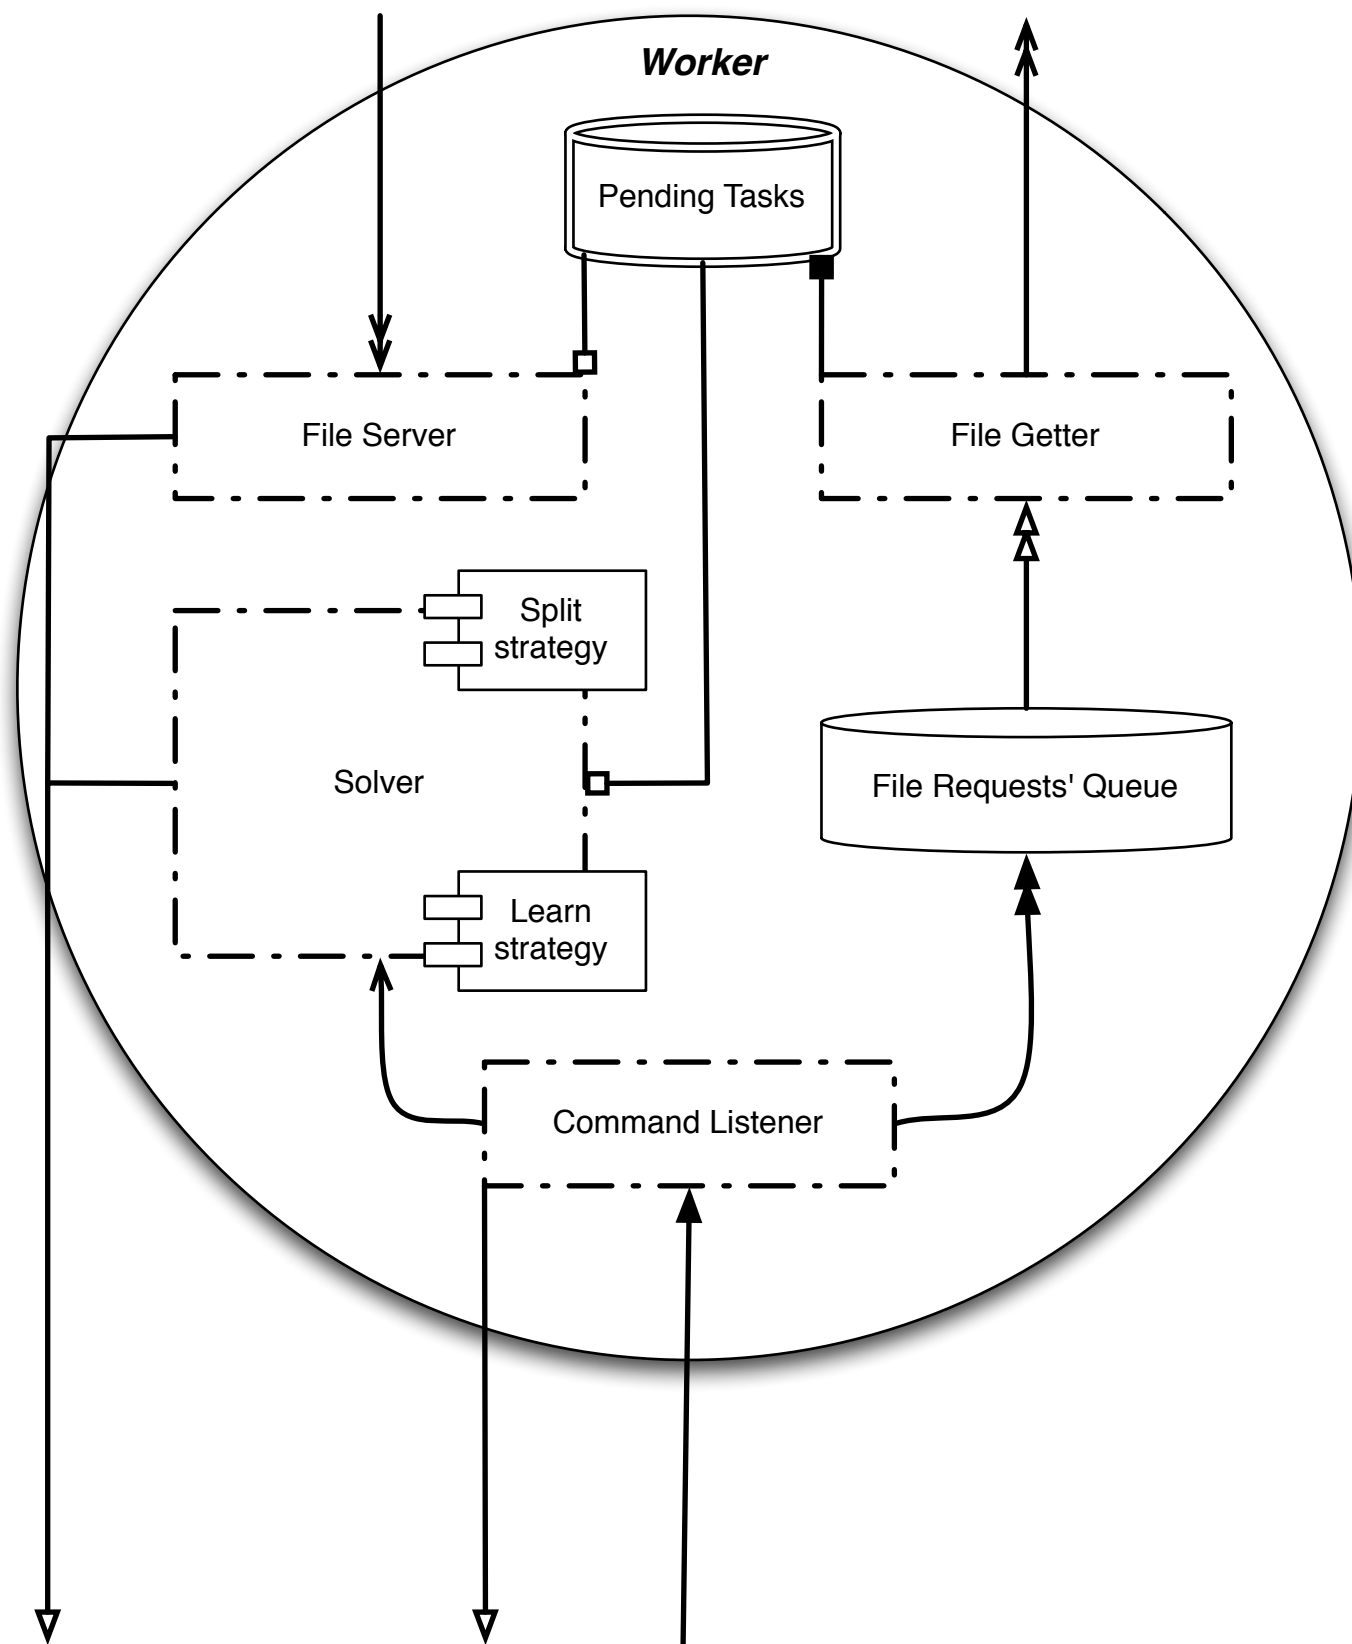 Worker
Pending Tasks
File Server
File Getter
Split
strategy
Solver
File Requests' Queue
Learn
strategy
Command Listener